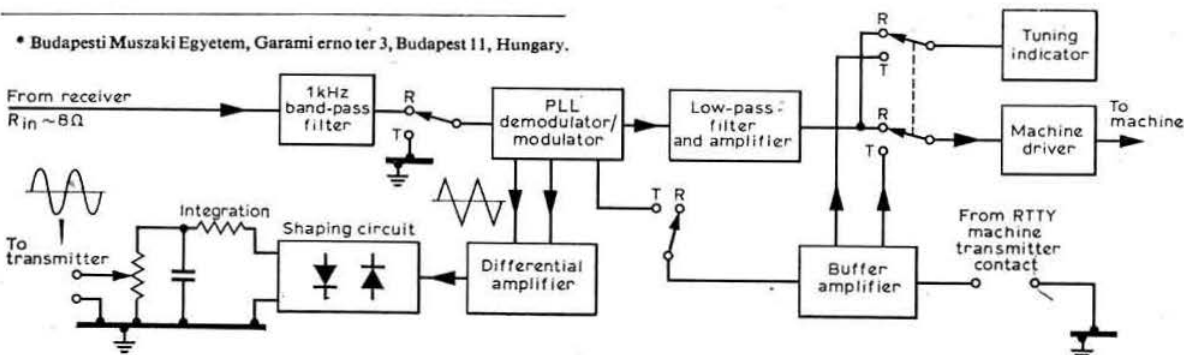 * Budapesti Muszaki Egyetem, Garami erno ter 3, Budapest 11, Hungary.
From receiver
Rin ~ 8Ω
1kHz
band-pass
filter
R
T
PLL
demodulator/
modulator
Low-pass
filter
and amplifier
R
T
Tuning
indicator
R
T
Machine
driver
To
machine
To
transmitter
Integration
Shaping circuit
Differential
amplifier
T R
Buffer
amplifier
From RTTY
machine
transmitter
contact